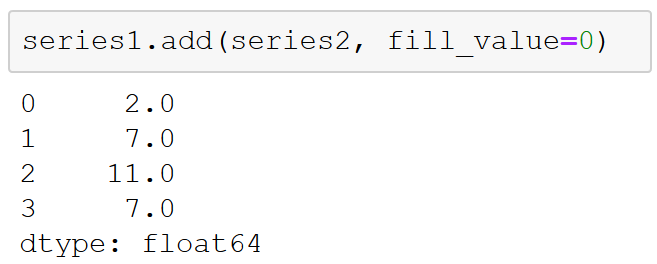 series1.add(series2, fill_value=0)
0     2.0
1     7.0
2    11.0
3     7.0
dtype: float64